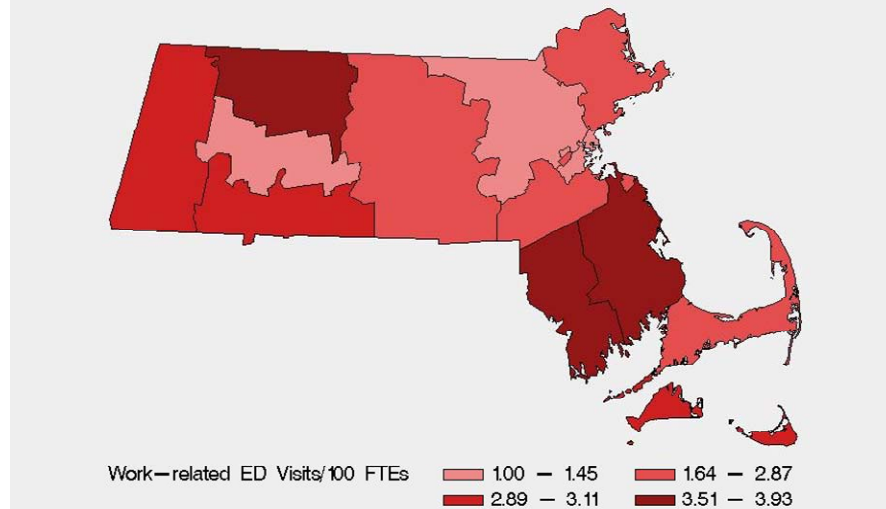 Work-related ED Visits/100 FTEs 1.00 - 1.45 1.64 - 2.87
2.89 - 3.11 3.51 - 3.93